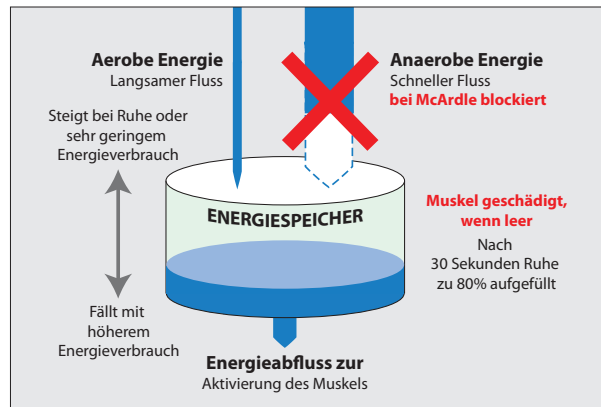 Aerobe Energie
Langsamer Fluss
Anaerobe Energie
Schneller Fluss
bei McArdle blockiert
Steigt bei Ruhe oder
sehr geringem
Energieverbrauch
ENERGIESPEICHER
Muskel geschädigt,
wenn leer
Nach
30 Sekunden Ruhe
zu 80% aufgefüllt
Fällt mit
höherem
Energieverbrauch
Energieabfluss zur
Aktivierung des Muskels